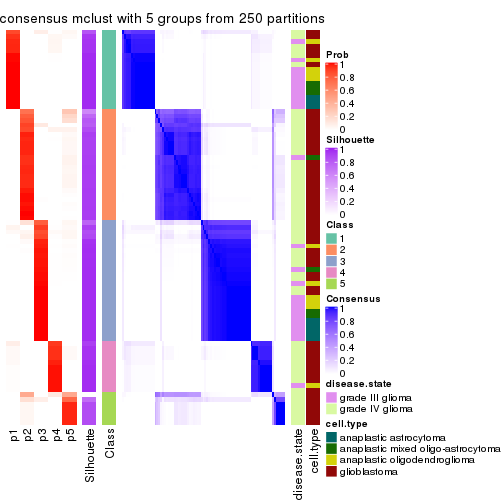 consensus mclust with 5 groups from 250 partitions
Prob
1
0.8
0.6
0.4
0.2
0
Silhouette
1
0.8
0.6
0.4
0.2
0
Class
1
2
3
4
5
Consensus
1
0.8
0.6
0.4
0.2
0
disease.state
grade III glioma
grade IV glioma
cell.type
anaplastic astrocytoma
anaplastic mixed oligo-astrocytoma
anaplastic oligodendroglioma
glioblastoma
p1
p2
p3
p4
p5
Silhouette
Class
disease.state
cell.type